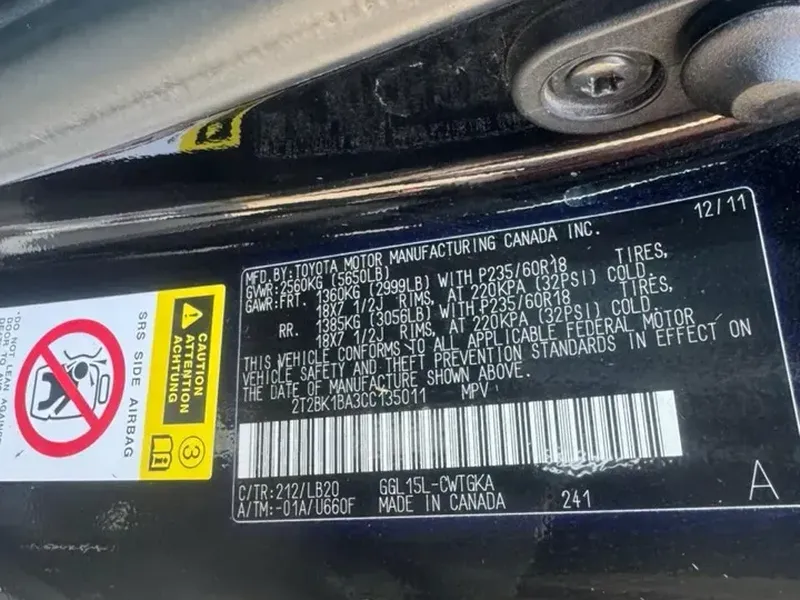 12/11
MFD.BY:TOYOTA MOTOR MANUFACTURING CANADA INC.
GVWR:2560KG (5650LB)
GAWR:FRT. 1360KG (2999LB) WITH P235/60R18 TIRES,
18X7 1/2J RIMS, AT 220KPA (32PSI) COLD.
RR. 1385KG (3056LB) WITH P235/60R18 TIRES,
18X7 1/2J RIMS, AT 220KPA (32PSI) COLD.
THIS VEHICLE CONFORMS TO ALL APPLICABLE FEDERAL MOTOR
VEHICLE SAFETY AND THEFT PREVENTION STANDARDS IN EFFECT ON
THE DATE OF MANUFACTURE SHOWN ABOVE.
2T2BK1BA3CC135011 MPV
C/TR:212/LB20 GGL15L-CWTGKA
A/TM:-01A/U660F MADE IN CANADA 241 A
CAUTION
ATTENTION
ACHTUNG
3
SRS SIDE AIRBAG
DO NOT LEAN